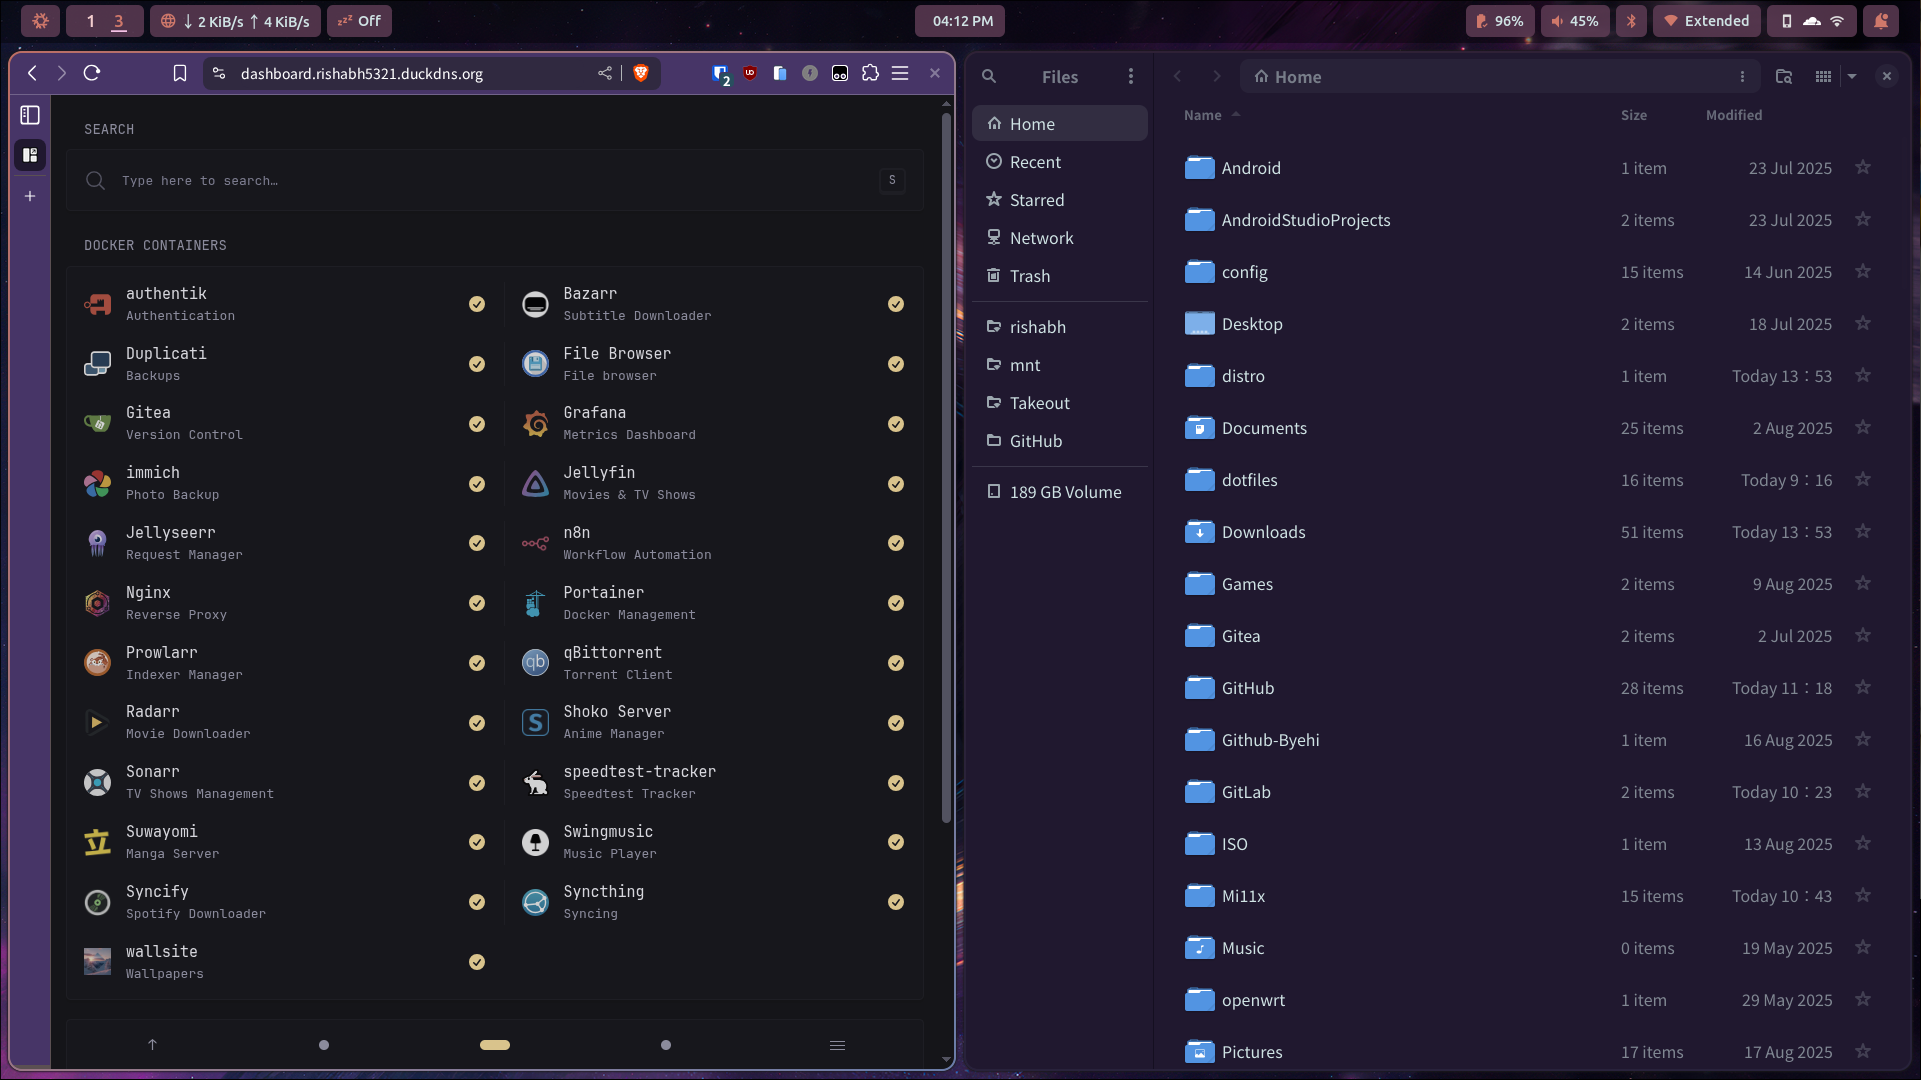 1 3
↓ 2 KiB/s ↑ 4 KiB/s
Off
04:12 PM
96%
45%
Extended
dashboard.rishabh5321.duckdns.org
2
SEARCH
Type here to search…
S
DOCKER CONTAINERS
authentik
Authentication
Bazarr
Subtitle Downloader
Duplicati
Backups
File Browser
File browser
Gitea
Version Control
Grafana
Metrics Dashboard
immich
Photo Backup
Jellyfin
Movies & TV Shows
Jellyseerr
Request Manager
n8n
Workflow Automation
Nginx
Reverse Proxy
Portainer
Docker Management
Prowlarr
Indexer Manager
qb
qBittorrent
Torrent Client
Radarr
Movie Downloader
S
Shoko Server
Anime Manager
Sonarr
TV Shows Management
speedtest-tracker
Speedtest Tracker
立
Suwayomi
Manga Server
Swingmusic
Music Player
Syncify
Spotify Downloader
Syncthing
Syncing
wallsite
Wallpapers
Files
Home
Recent
Starred
Network
Trash
rishabh
mnt
Takeout
GitHub
189 GB Volume
Home
Name Size Modified
Android 1 item 23 Jul 2025
AndroidStudioProjects 2 items 23 Jul 2025
config 15 items 14 Jun 2025
Desktop 2 items 18 Jul 2025
distro 1 item Today 13∶53
Documents 25 items 2 Aug 2025
dotfiles 16 items Today 9∶16
Downloads 51 items Today 13∶53
Games 2 items 9 Aug 2025
Gitea 2 items 2 Jul 2025
GitHub 28 items Today 11∶18
Github-Byehi 1 item 16 Aug 2025
GitLab 2 items Today 10∶23
ISO 1 item 13 Aug 2025
Mi11x 15 items Today 10∶43
Music 0 items 19 May 2025
openwrt 1 item 29 May 2025
Pictures 17 items 17 Aug 2025